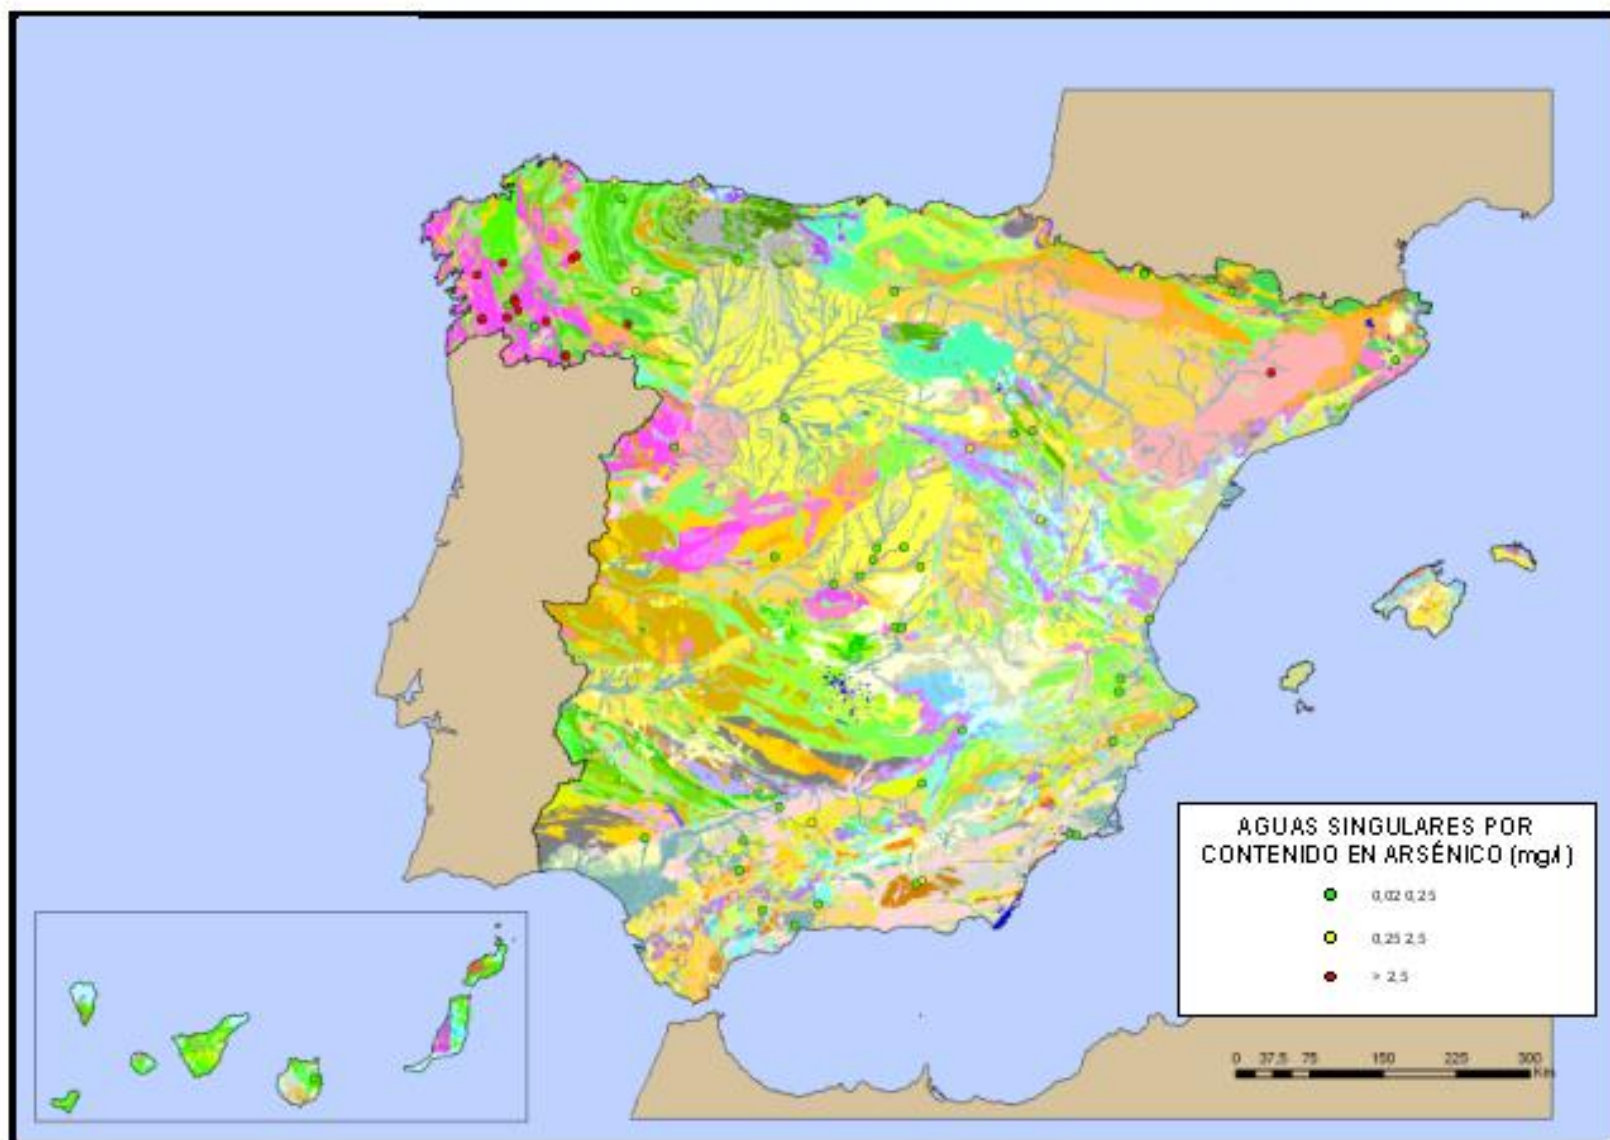 AGUAS SINGULARES POR
CONTENIDO EN ARSÉNICO (mg/l)
0,02 0,25
0,25 2,5
> 2,5
0 37,5 75 150 225 300
Km